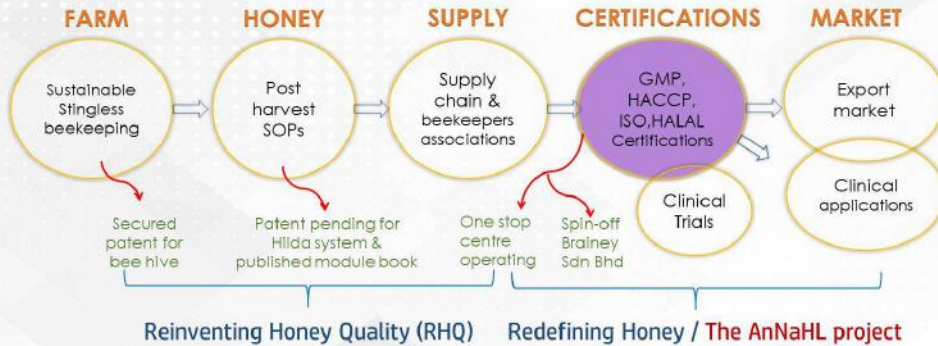 FARM
HONEY
SUPPLY
CERTIFICATIONS
MARKET
Sustainable
Stingless
beekeeping
Post
harvest
SOPs
Supply
chain &
beekeepers
associations
GMP,
HACCP,
ISO,HALAL
Certifications
Export
market
Clinical
Trials
Clinical
applications
Secured
patent for
bee hive
Patent pending for
Hilda system &
published module book
One stop
centre
operating
Spin-off
Brainey
Sdn Bhd
Reinventing Honey Quality (RHQ)
Redefining Honey / The AnNaHL project